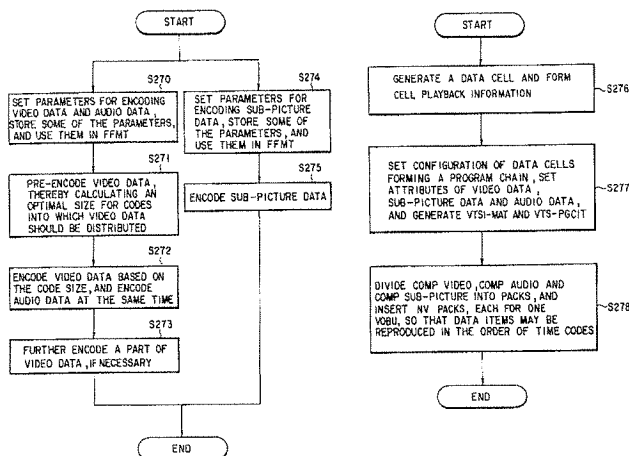 START
S270
SET PARAMETERS FOR ENCODING
VIDEO DATA AND AUDIO DATA,
STORE SOME OF THE PARAMETERS,
AND USE THEM IN FFMT
S271
PRE-ENCODE VIDEO DATA,
THEREBY CALCULATING AN
OPTIMAL SIZE FOR CODES
INTO WHICH VIDEO DATA
SHOULD BE DISTRIBUTED
S272
ENCODE VIDEO DATA BASED ON
THE CODE SIZE, AND ENCODE
AUDIO DATA AT THE SAME TIME
S273
FURTHER ENCODE A PART OF
VIDEO DATA, IF NECESSARY
S274
SET PARAMETERS FOR
ENCODING SUB-PICTURE
DATA, STORE SOME OF
THE PARAMETERS, AND
USE THEM IN FFMT
S275
ENCODE SUB-PICTURE DATA
END
START
GENERATE A DATA CELL AND FORM
CELL PLAYBACK INFORMATION
S276
SET CONFIGURATION OF DATA CELLS
FORMING A PROGRAM CHAIN, SET
ATTRIBUTES OF VIDEO DATA,
SUB-PICTURE DATA AND AUDIO DATA,
AND GENERATE VTSI-MAT AND VTS-PGCIT
S277
DIVIDE COMP VIDEO, COMP AUDIO AND
COMP SUB-PICTURE INTO PACKS, AND
INSERT NV PACKS, EACH FOR ONE
VOBU, SO THAT DATA ITEMS MAY BE
REPRODUCED IN THE ORDER OF TIME CODES
S278
END